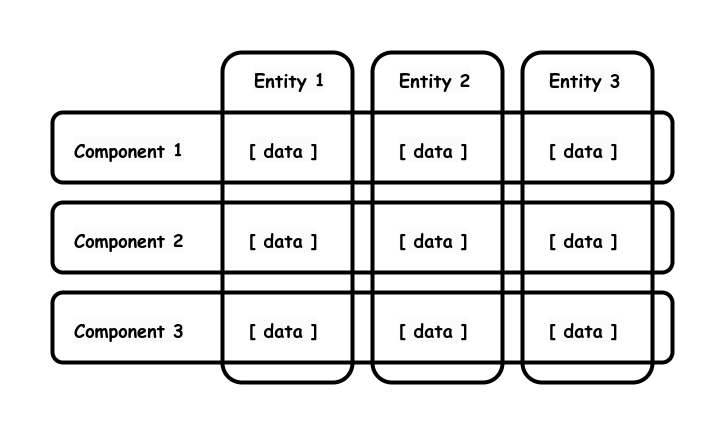 Entity 1 Entity 2 Entity 3
Component 1 [ data ] [ data ] [ data ]
Component 2 [ data ] [ data ] [ data ]
Component 3 [ data ] [ data ] [ data ]